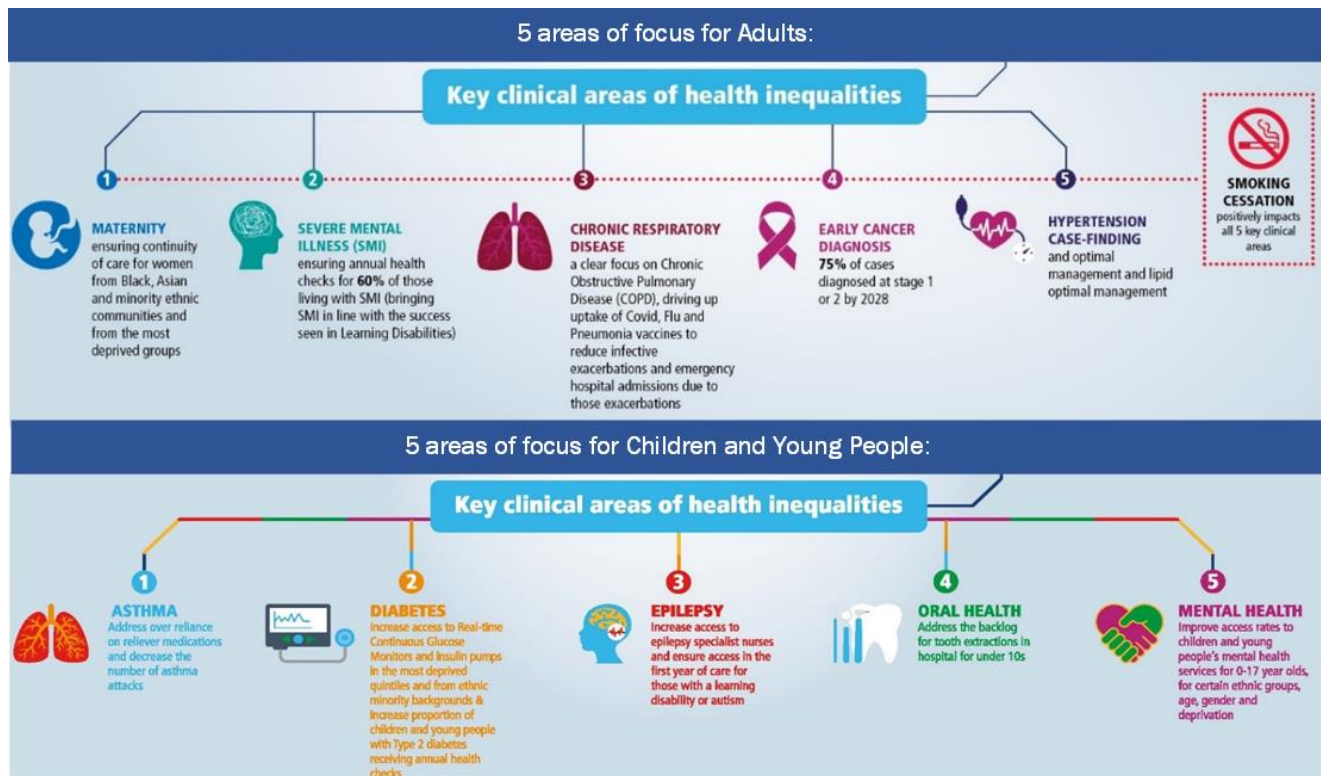 5 areas of focus for Adults:
Key clinical areas of health inequalities
1
MATERNITY
ensuring continuity
of care for women
from Black, Asian
and minority ethnic
communities and
from the most
deprived groups
2
SEVERE MENTAL
ILLNESS (SMI)
ensuring annual health
checks for 60% of those
living with SMI (bringing
SMI in line with the success
seen in Learning Disabilities)
3
CHRONIC RESPIRATORY
DISEASE
a clear focus on Chronic
Obstructive Pulmonary
Disease (COPD), driving up
uptake of Covid, Flu and
Pneumonia vaccines to
reduce infective
exacerbations and emergency
hospital admissions due to
those exacerbations
4
EARLY CANCER
DIAGNOSIS
75% of cases
diagnosed at stage 1
or 2 by 2028
5
HYPERTENSION
CASE-FINDING
and optimal
management and lipid
optimal management
SMOKING
CESSATION
positively impacts
all 5 key clinical
areas
5 areas of focus for Children and Young People:
Key clinical areas of health inequalities
1
ASTHMA
Address over reliance
on reliever medications
and decrease the
number of asthma
attacks
2
DIABETES
Increase access to Real-time
Continuous Glucose
Monitors and Insulin pumps
in the most deprived
quintiles and from ethnic
minority backgrounds &
increase proportion of
children and young people
with Type 2 diabetes
receiving annual health
checks
3
EPILEPSY
Increase access to
epilepsy specialist nurses
and ensure access in the
first year of care for
those with a learning
disability or autism
4
ORAL HEALTH
Address the backlog
for tooth extractions in
hospital for under 10s
5
MENTAL HEALTH
Improve access rates to
children and young
people's mental health
services for 0-17 year olds,
for certain ethnic groups,
age, gender and
deprivation